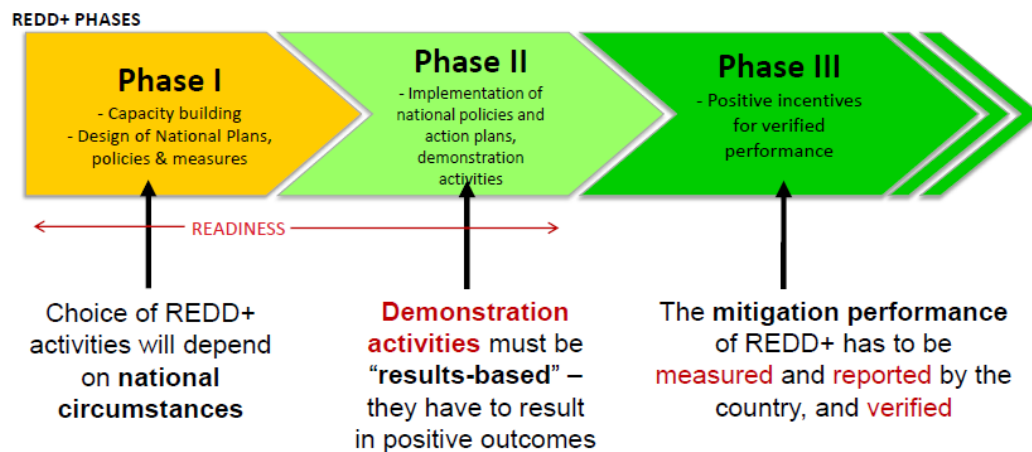 REDD+ PHASES
Phase I
- Capacity building
- Design of National Plans,
policies & measures
Phase II
- Implementation of
national policies and
action plans,
demonstration
activities
Phase III
- Positive incentives
for verified
performance
READINESS
Choice of REDD+
activities will depend
on national
circumstances
Demonstration
activities must be
“results-based” –
they have to result
in positive outcomes
The mitigation performance
of REDD+ has to be
measured and reported by the
country, and verified